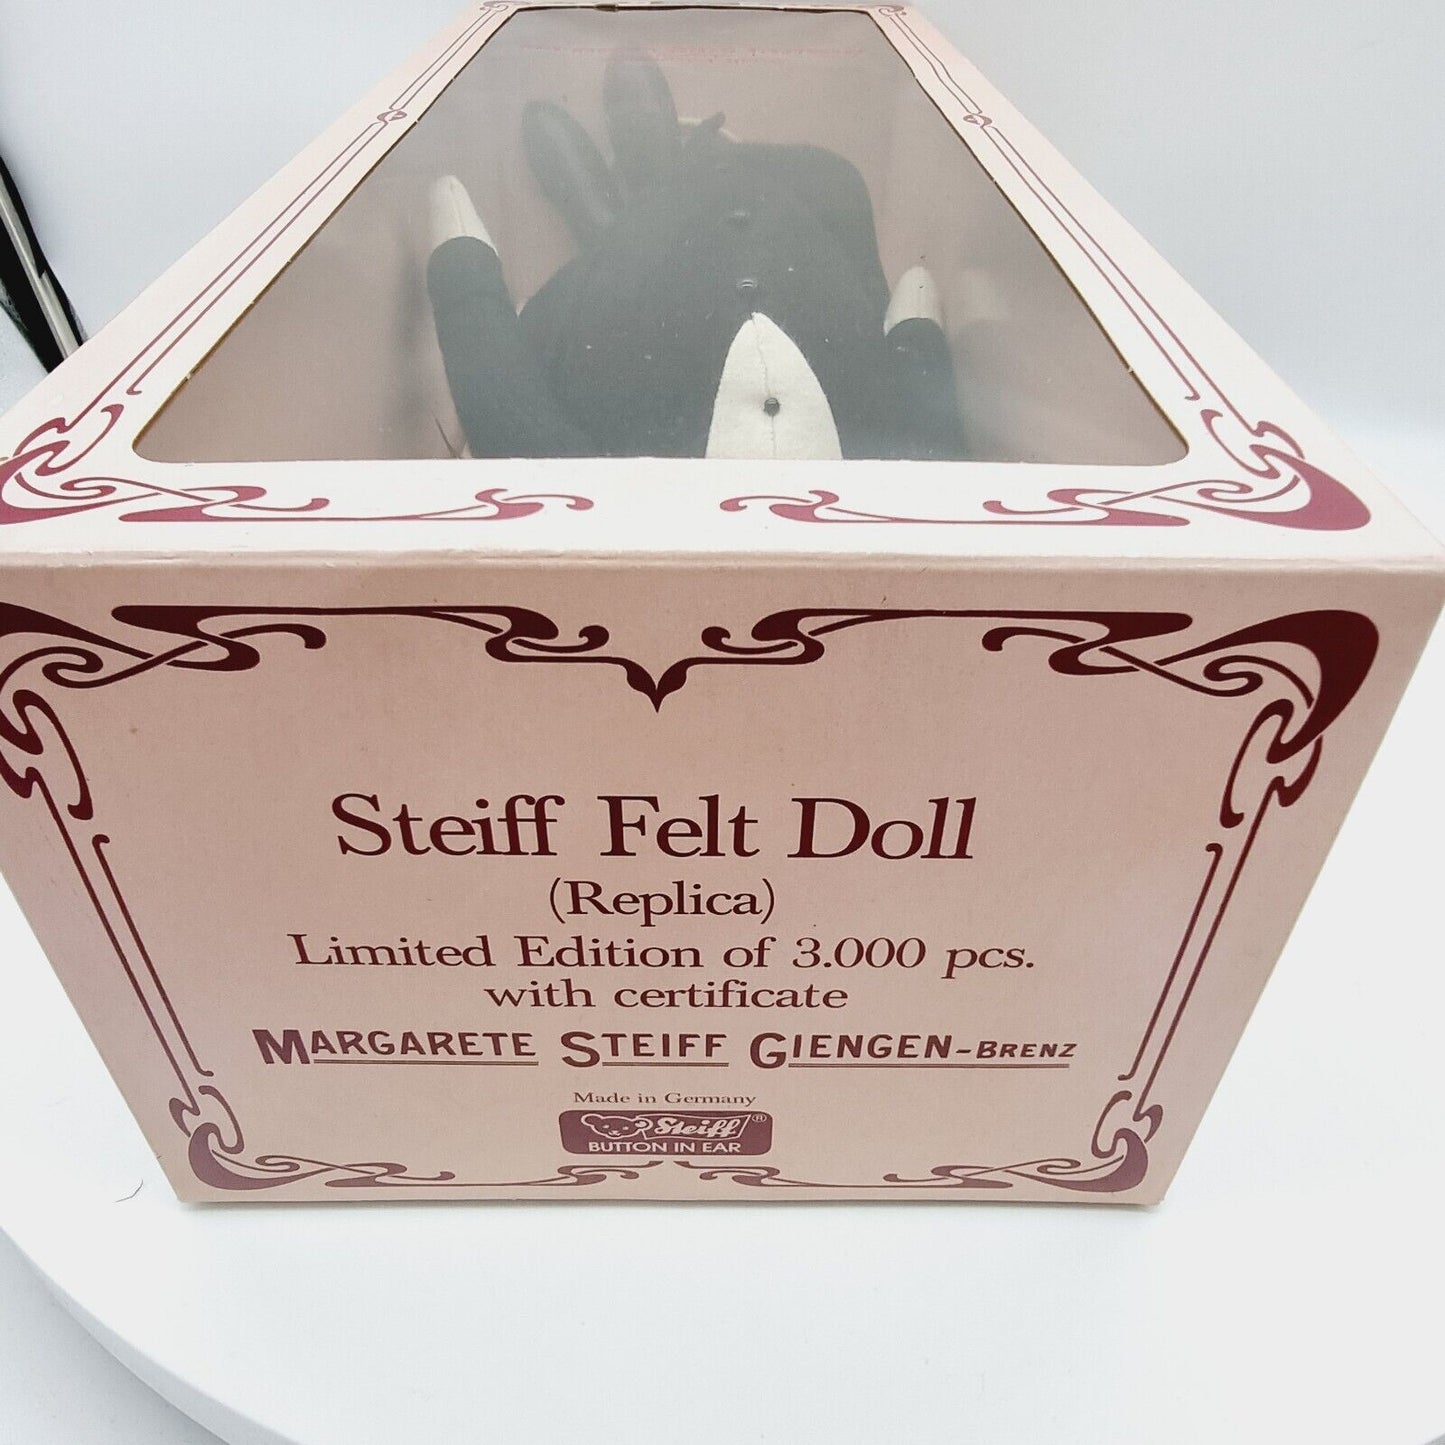 Steiff Felt Doll
(Replica)
Limited Edition of 3.000 pcs.
with certificate
MARGARETE STEIFF GIENGEN-BRENZ
Made in Germany
Steiff ®
BUTTON IN EAR